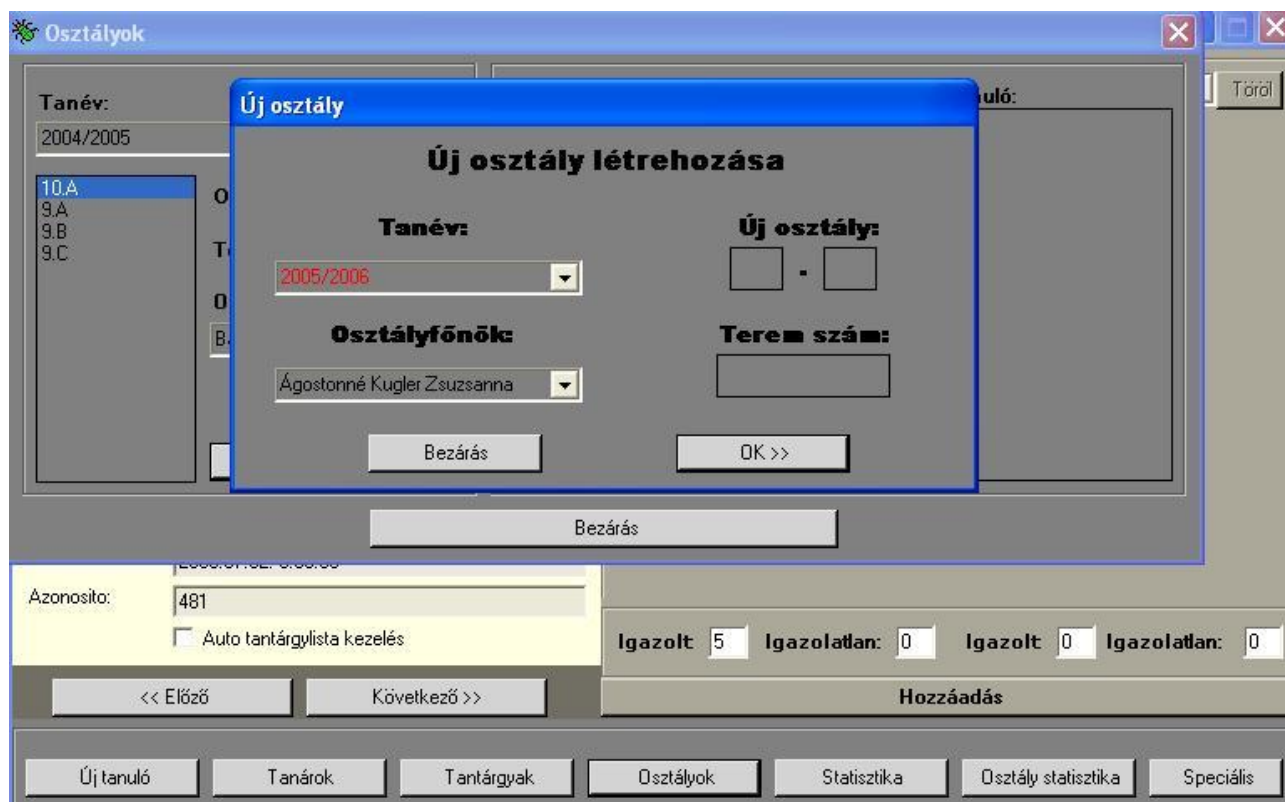 Osztályok
Töröl
Tanév:
2004/2005
10.A
9.A
9.B
9.C
Új osztály
Új osztály létrehozása
Tanév:
2005/2006
Új osztály:
-
Osztályfőnök:
Ágostonné Kugler Zsuzsanna
Terem szám:
Bezárás
OK >>
Bezárás
Azonosito:
481
Auto tantárgylista kezelés
Igazolt: 5 Igazolatlan: 0 Igazolt: 0 Igazolatlan: 0
<< Előző
Következő >>
Hozzáadás
Új tanuló
Tanárok
Tantárgyak
Osztályok
Statisztika
Osztály statisztika
Speciális